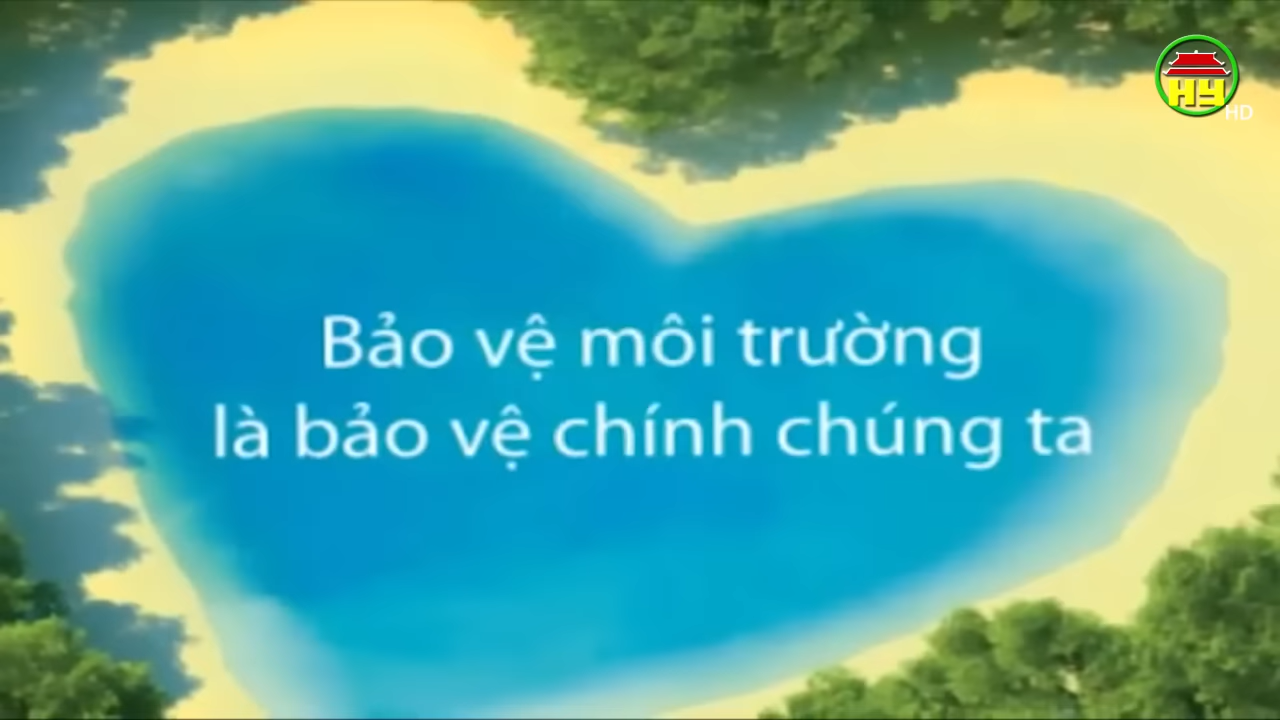 HY
HD
Bảo vệ môi trường
là bảo vệ chính chúng ta